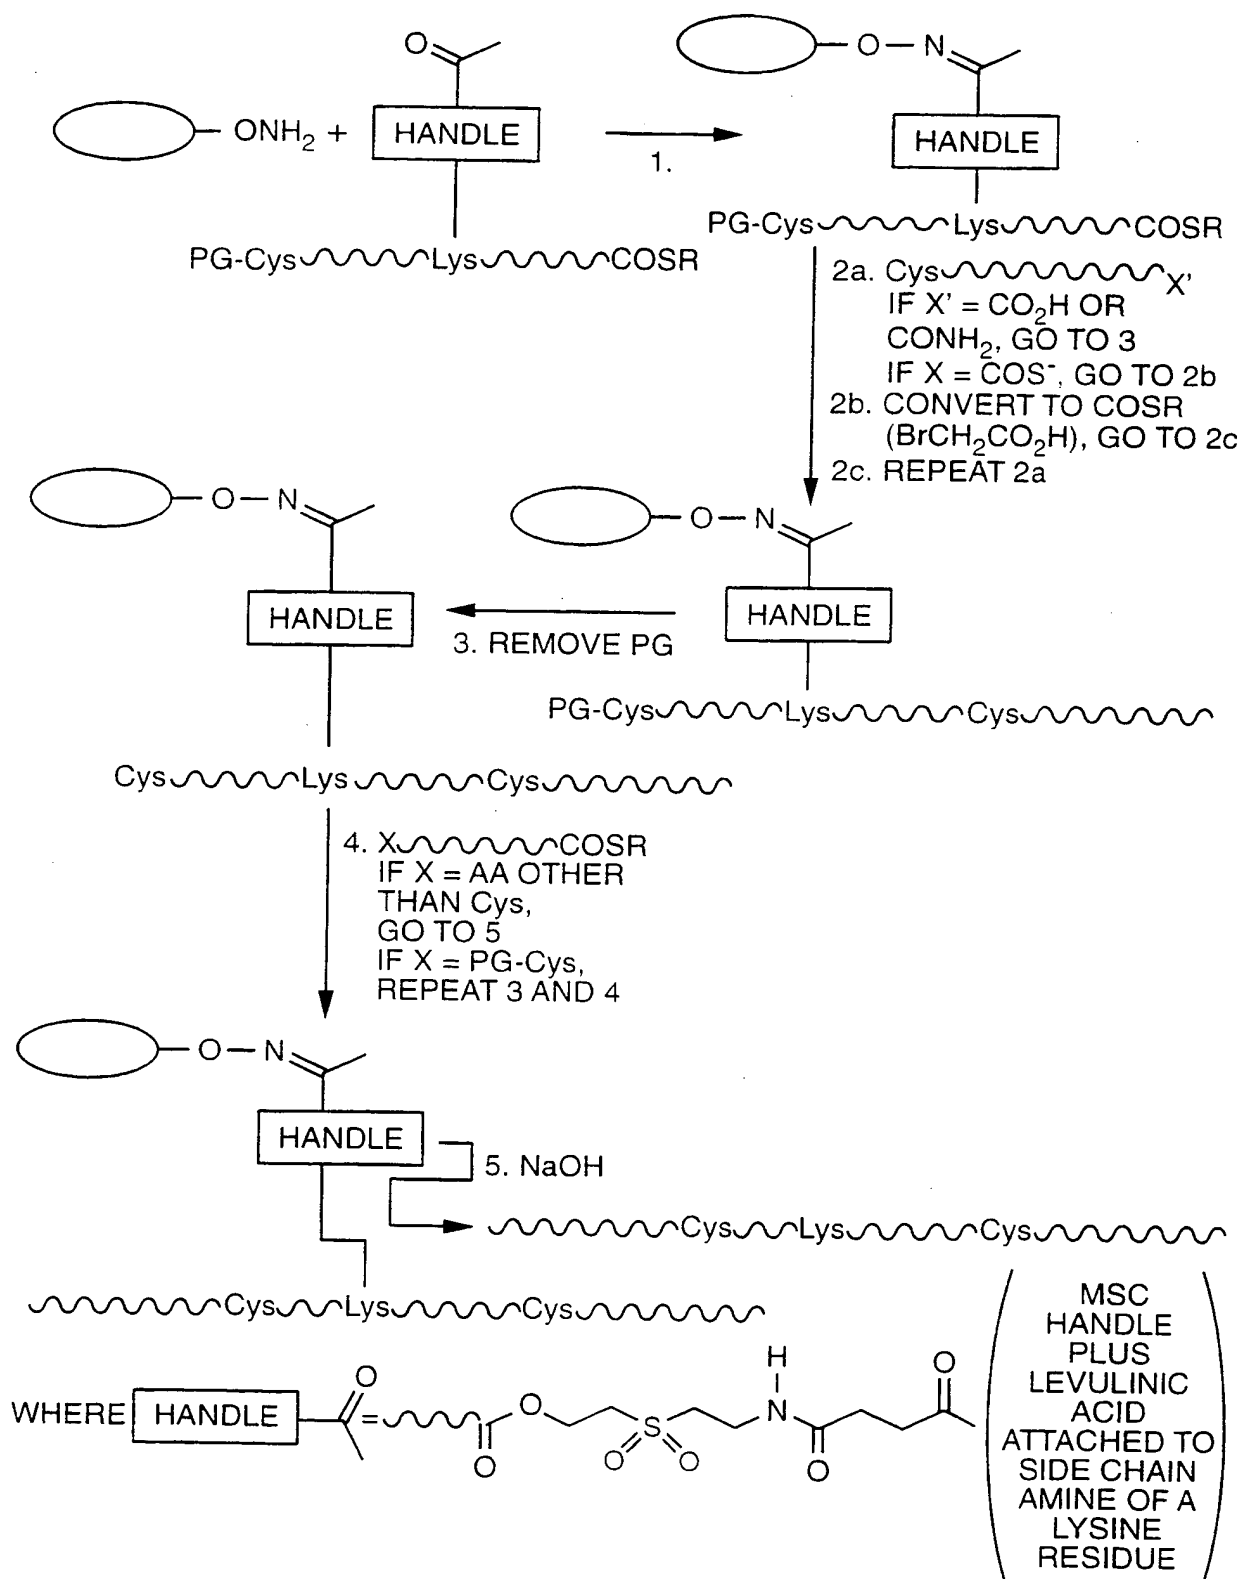 ONH2 +
O
HANDLE
PG-Cys Lys COSR
1.
O – N
HANDLE
PG-Cys Lys COSR
2a. Cys X'
IF X' = CO2H OR
CONH2, GO TO 3
IF X = COS-, GO TO 2b
2b. CONVERT TO COSR
(BrCH2CO2H), GO TO 2c
2c. REPEAT 2a
O – N
HANDLE
PG-Cys Lys Cys
3. REMOVE PG
O – N
HANDLE
Cys Lys Cys
4. X COSR
IF X = AA OTHER
THAN Cys,
GO TO 5
IF X = PG-Cys,
REPEAT 3 AND 4
O – N
HANDLE
5. NaOH
Cys Lys Cys
Cys Lys Cys
WHERE HANDLE O = O O S O O H N O O
MSC
HANDLE
PLUS
LEVULINIC
ACID
ATTACHED TO
SIDE CHAIN
AMINE OF A
LYSINE
RESIDUE